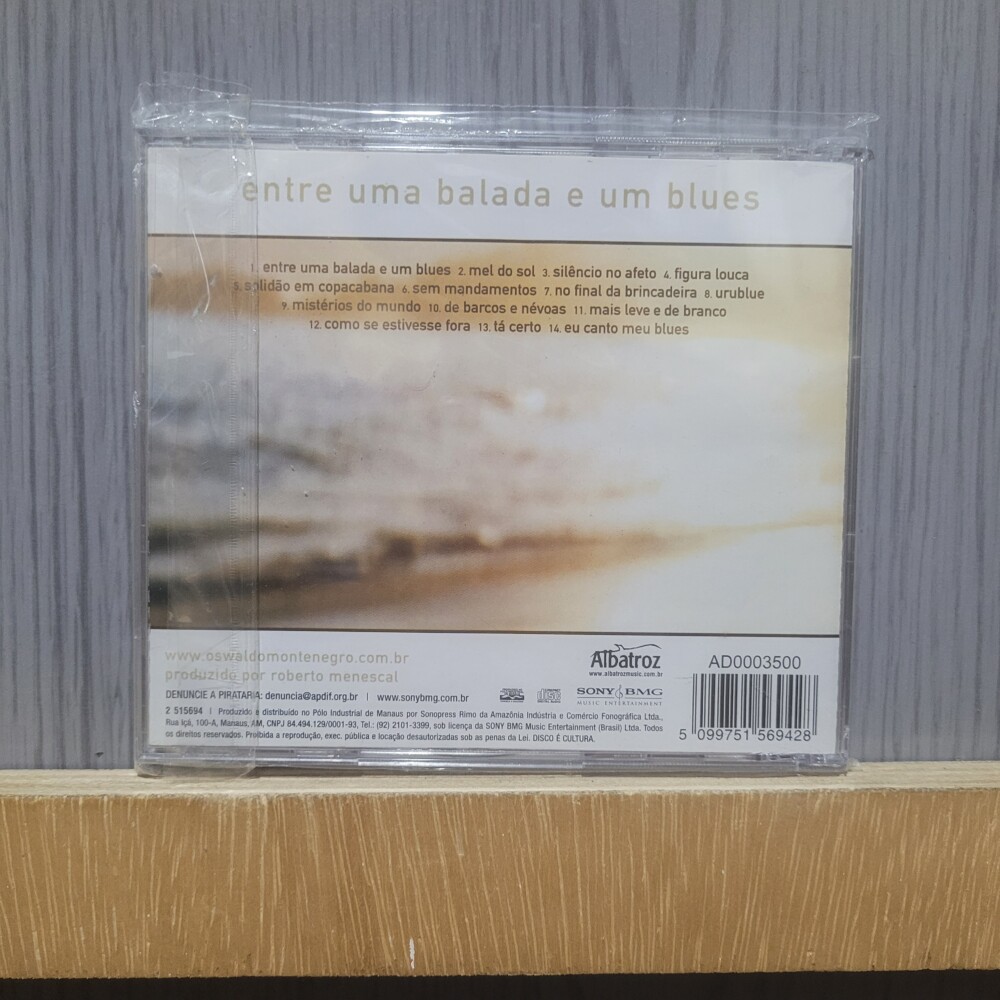 entre uma balada e um blues
1. entre uma balada e um blues 2. mel do sol 3. silêncio no afeto 4. figura louca
5. solidão em copacabana 6. sem mandamentos 7. no final da brincadeira 8. urublue
9. mistérios do mundo 10. de barcos e névoas 11. mais leve e de branco
12. como se estivesse fora 13. tá certo 14. eu canto meu blues
www.oswaldomontenegro.com.br
produzido por roberto menescal
Albatroz
www.albatrozmusic.com.br
AD0003500
DENUNCIE A PIRATARIA: denuncia@apdif.org.br | www.sonybmg.com.br
SONY BMG
MUSIC ENTERTAINMENT
2 515694 | Produzido e distribuído no Pólo Industrial de Manaus por Sonopress Rimo da Amazônia Indústria e Comércio Fonográfica Ltda.,
Rua Içá, 100-A, Manaus, AM, CNPJ 84.494.129/0001-93, Tel.: (92) 2101-3399, sob licença da SONY BMG Music Entertainment (Brasil) Ltda. Todos
os direitos reservados. Proibida a reprodução, exec. pública e locação desautorizadas sob as penas da Lei. DISCO É CULTURA.
5 099751 569428